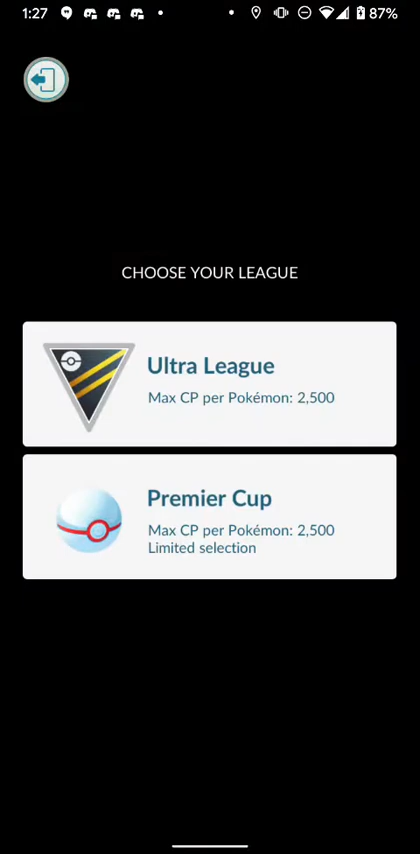 1:27
87%
CHOOSE YOUR LEAGUE
Ultra League
Max CP per Pokémon: 2,500
Premier Cup
Max CP per Pokémon: 2,500
Limited selection